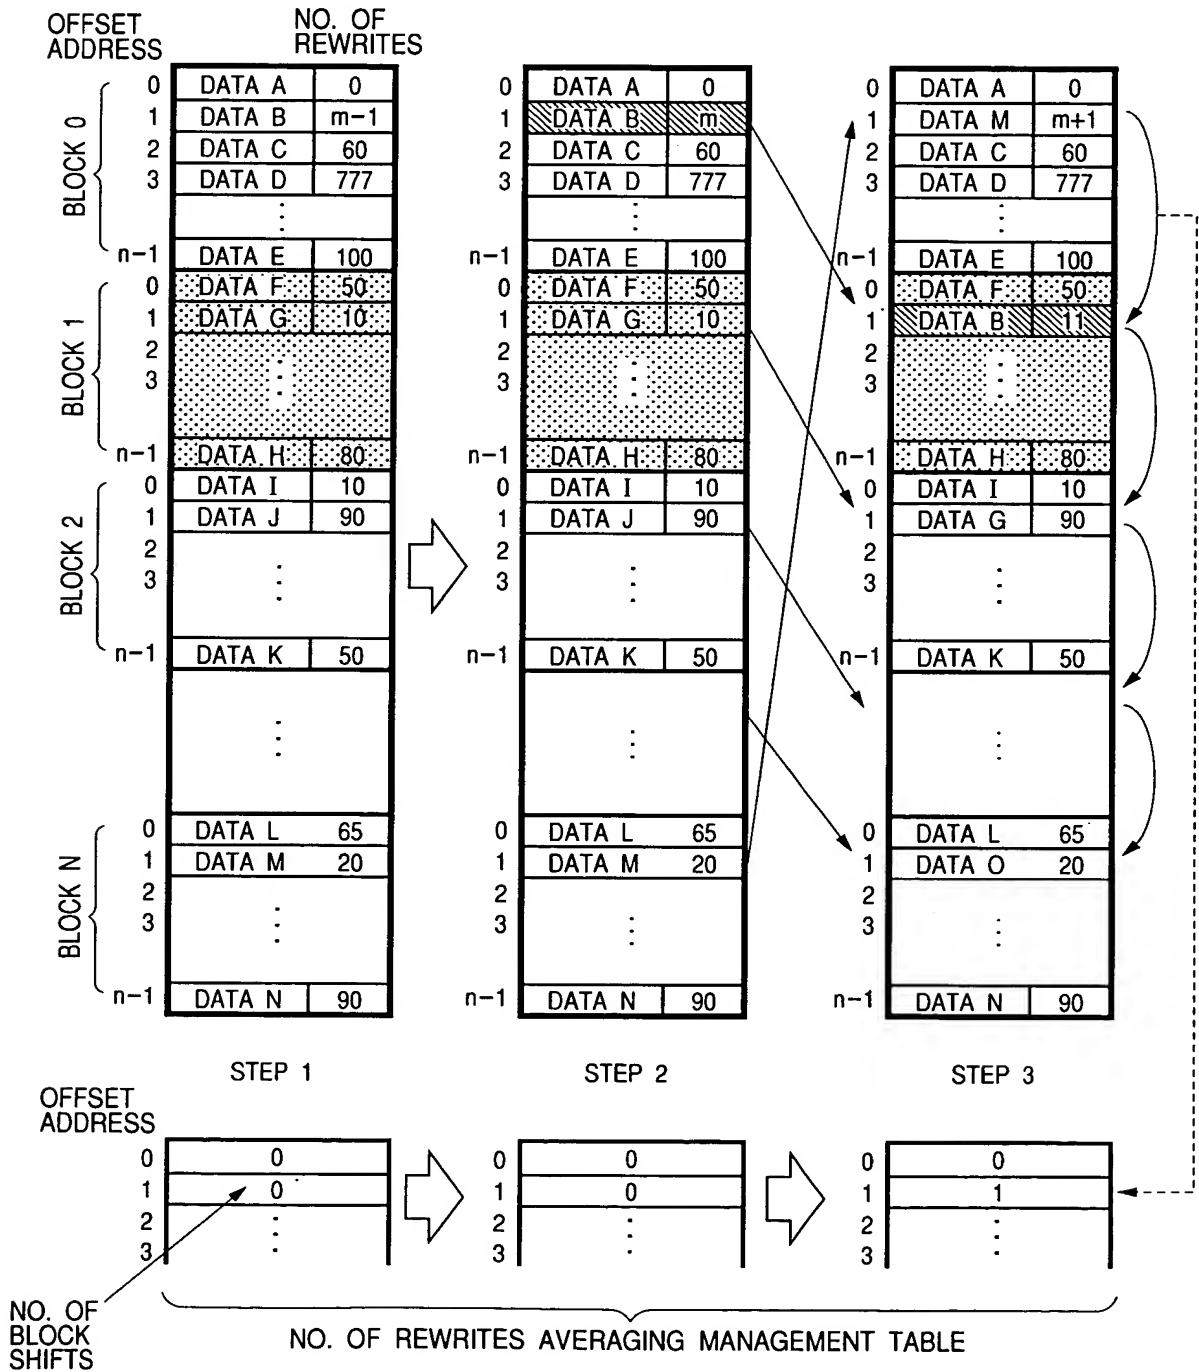 OFFSET ADDRESS NO. OF REWRITES
BLOCK 0
0 DATA A 0
1 DATA B m-1
2 DATA C 60
3 DATA D 777
n-1 DATA E 100
BLOCK 1
0 DATA F 50
1 DATA G 10
2
3
n-1 DATA H 80
BLOCK 2
0 DATA I 10
1 DATA J 90
2
3
n-1 DATA K 50
BLOCK N
0 DATA L 65
1 DATA M 20
2
3
n-1 DATA N 90
STEP 1
0 DATA A 0
1 DATA B m
2 DATA C 60
3 DATA D 777
n-1 DATA E 100
0 DATA F 50
1 DATA G 10
2
3
n-1 DATA H 80
0 DATA I 10
1 DATA J 90
2
3
n-1 DATA K 50
0 DATA L 65
1 DATA M 20
2
3
n-1 DATA N 90
STEP 2
0 DATA A 0
1 DATA M m+1
2 DATA C 60
3 DATA D 777
n-1 DATA E 100
0 DATA F 50
1 DATA B 11
2
3
n-1 DATA H 80
0 DATA I 10
1 DATA G 90
2
3
n-1 DATA K 50
0 DATA L 65
1 DATA O 20
2
3
n-1 DATA N 90
STEP 3
OFFSET ADDRESS
0 0
1 0
2
3
0 0
1 0
2
3
0 0
1 1
2
3
NO. OF
BLOCK
SHIFTS
NO. OF REWRITES AVERAGING MANAGEMENT TABLE